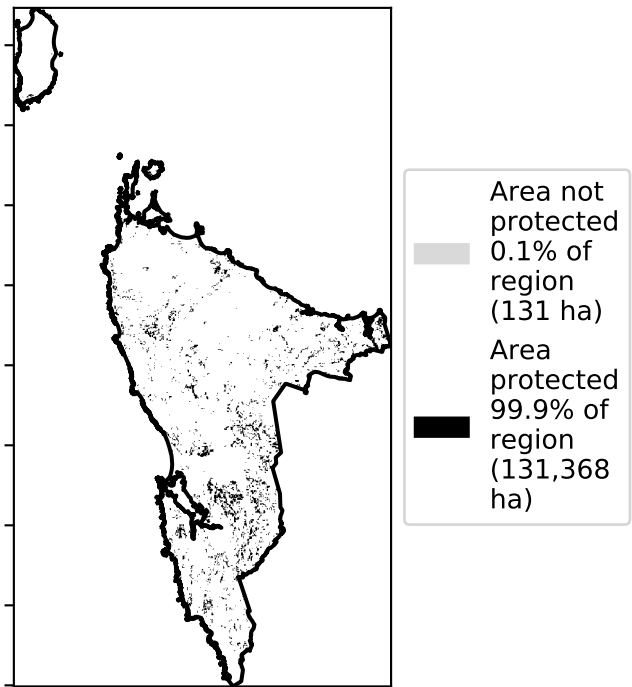 Area not
protected
0.1% of
region
(131 ha)
Area
protected
99.9% of
region
(131,368
ha)